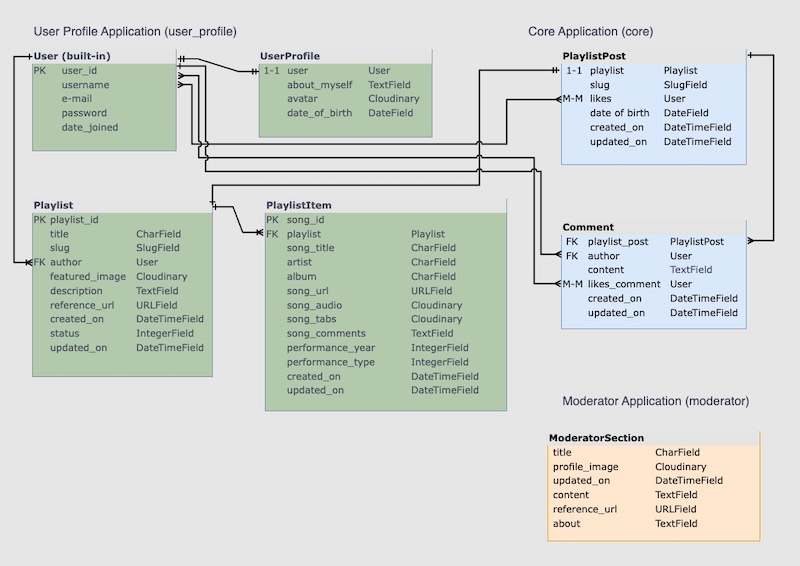 User Profile Application (user_profile)
Core Application (core)
User (built-in)
PK user_id
username
e-mail
password
date_joined
UserProfile
1-1 user User
about_myself TextField
avatar Cloudinary
date_of_birth DateField
PlaylistPost
1-1 playlist Playlist
slug SlugField
M-M likes User
date of birth DateField
created_on DateTimeField
updated_on DateTimeField
Playlist
PK playlist_id
title CharField
slug SlugField
FK author User
featured_image Cloudinary
description TextField
reference_url URLField
created_on DateTimeField
status IntegerField
updated_on DateTimeField
PlaylistItem
PK song_id
FK playlist Playlist
song_title CharField
artist CharField
album CharField
song_url URLField
song_audio Cloudinary
song_tabs Cloudinary
song_comments TextField
performance_year IntegerField
performance_type IntegerField
created_on DateTimeField
updated_on DateTimeField
Comment
FK playlist_post PlaylistPost
FK author User
content TextField
M-M likes_comment User
created_on DateTimeField
updated_on DateTimeField
Moderator Application (moderator)
ModeratorSection
title CharField
profile_image Cloudinary
updated_on DateTimeField
content TextField
reference_url URLField
about TextField